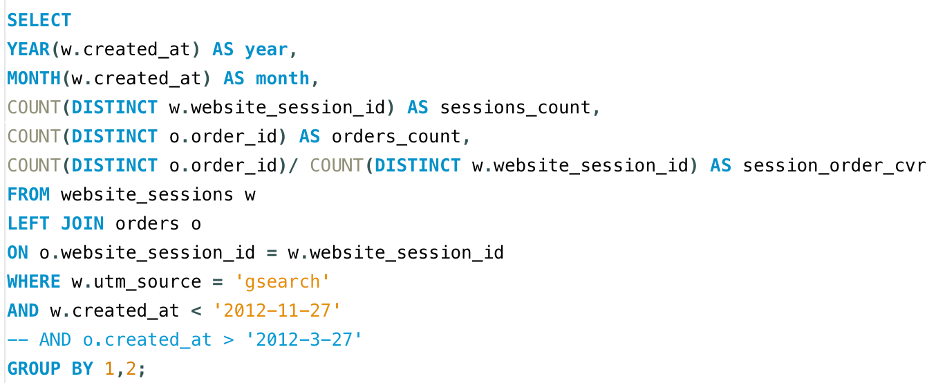 SELECT
YEAR(w.created_at) AS year,
MONTH(w.created_at) AS month,
COUNT(DISTINCT w.website_session_id) AS sessions_count,
COUNT(DISTINCT o.order_id) AS orders_count,
COUNT(DISTINCT o.order_id)/ COUNT(DISTINCT w.website_session_id) AS session_order_cvr
FROM website_sessions w
LEFT JOIN orders o
ON o.website_session_id = w.website_session_id
WHERE w.utm_source = 'gsearch'
AND w.created_at < '2012-11-27'
-- AND o.created_at > '2012-3-27'
GROUP BY 1,2;